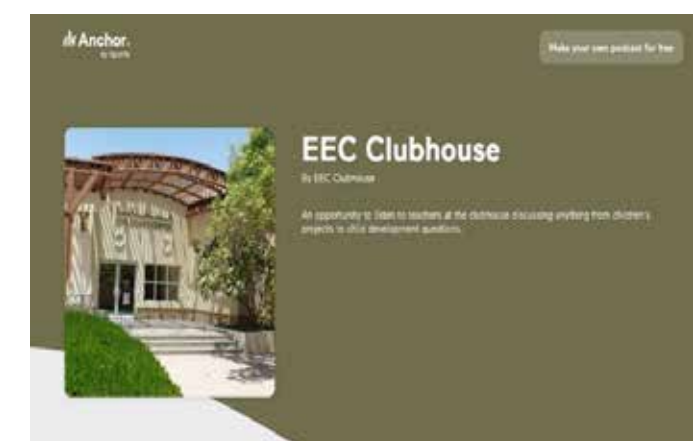 Anchor.
by Spotify
Make your own podcast for free
EEC Clubhouse
By EEC Clubhouse
An opportunity to listen to teachers at the clubhouse discussing anything from children's
projects to child development questions.